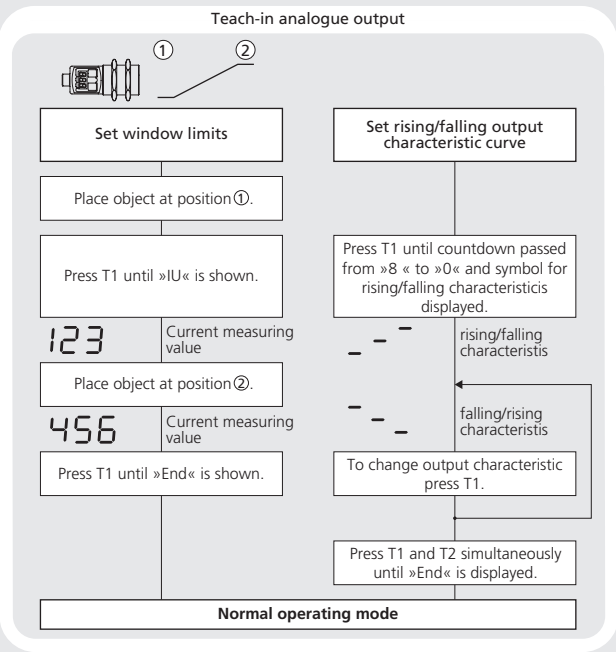 Teach-in analogue output
① ②
Set window limits
Place object at position①.
Press T1 until »IU« is shown.
123
Current measuring
value
Place object at position②.
456
Current measuring
value
Press T1 until »End« is shown.
Set rising/falling output
characteristic curve
Press T1 until countdown passed
from »8 « to »0« and symbol for
rising/falling characteristicis
displayed.
rising/falling
characteristis
falling/rising
characteristis
To change output characteristic
press T1.
Press T1 and T2 simultaneously
until »End« is displayed.
Normal operating mode